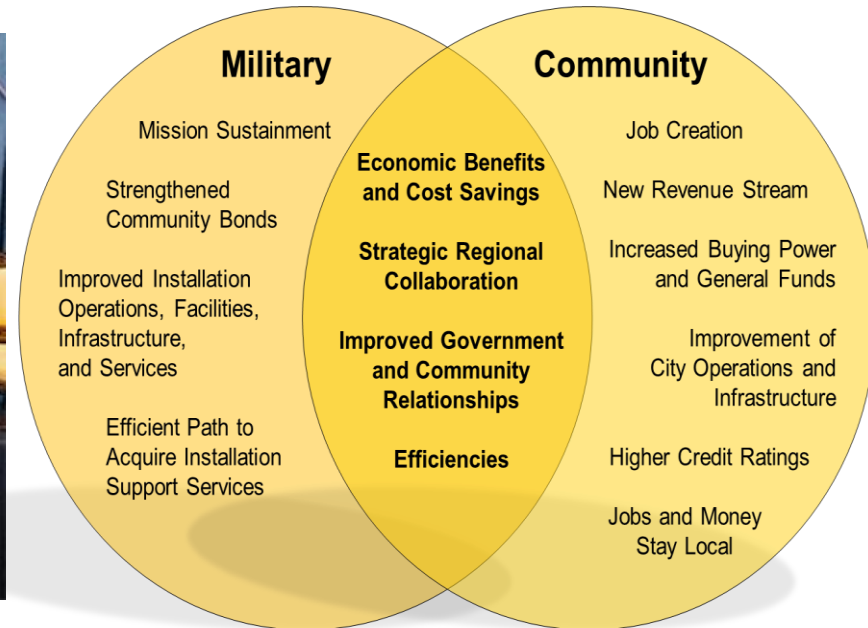 Military
Mission Sustainment
Strengthened
Community Bonds
Improved Installation
Operations, Facilities,
Infrastructure,
and Services
Efficient Path to
Acquire Installation
Support Services
Economic Benefits
and Cost Savings
Strategic Regional
Collaboration
Improved Government
and Community
Relationships
Efficiencies
Community
Job Creation
New Revenue Stream
Increased Buying Power
and General Funds
Improvement of
City Operations and
Infrastructure
Higher Credit Ratings
Jobs and Money
Stay Local